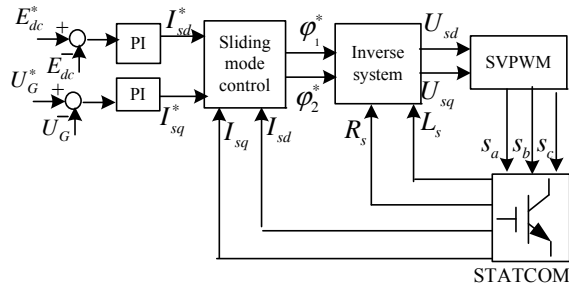 E*dc
+
−
Edc
PI
I*sd
U*G
+
−
UG
PI
I*sq
Sliding
mode
control
φ*1
φ*2
Inverse
system
Usd
Usq
SVPWM
Isq
Isd
Rs
Ls
sa
sb
sc
STATCOM